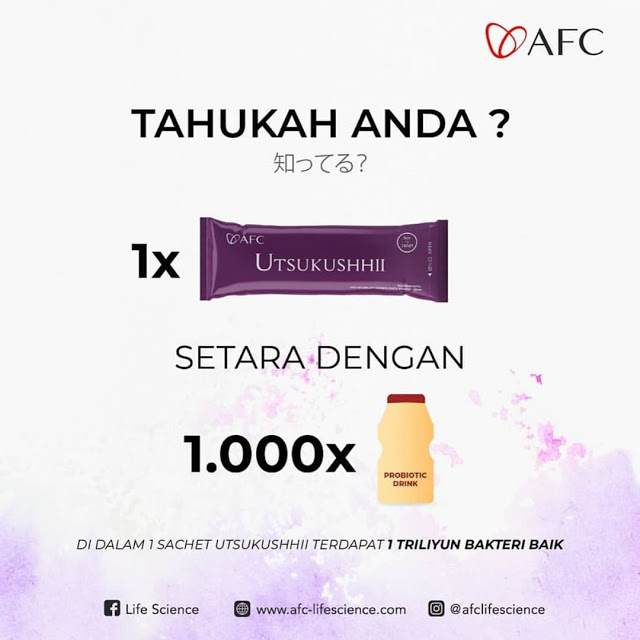 AFC
TAHUKAH ANDA ?
知ってる?
1x
AFC
UTSUKUSHHII
SETARA DENGAN
1.000x
PROBIOTIC
DRINK
DI DALAM 1 SACHET UTSUKUSHHII TERDAPAT 1 TRILIYUN BAKTERI BAIK
Life Science www.afc-lifescience.com @afclifescience